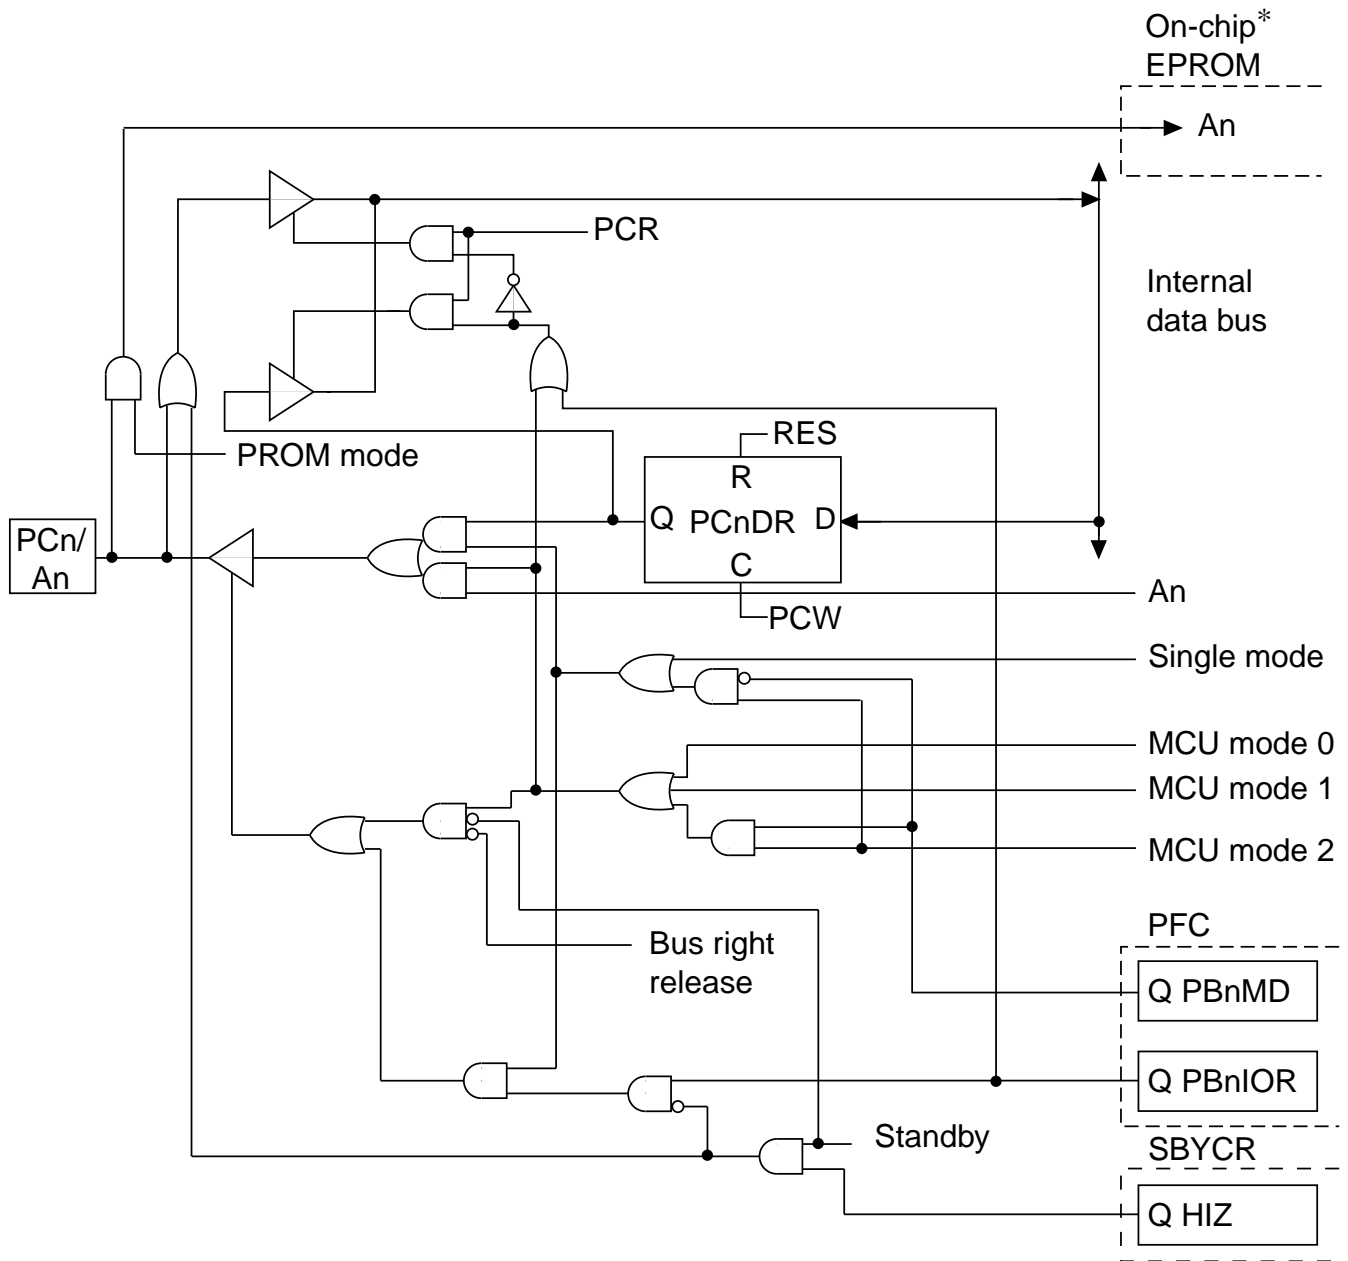 On-chip*
EPROM
An
PCR
Internal
data bus
RES
PROM mode
R
Q PCnDR D
C
PCn/
An
PCW
An
Single mode
MCU mode 0
MCU mode 1
MCU mode 2
PFC
Bus right
release
Q PBnMD
Q PBnIOR
Standby
SBYCR
Q HIZ